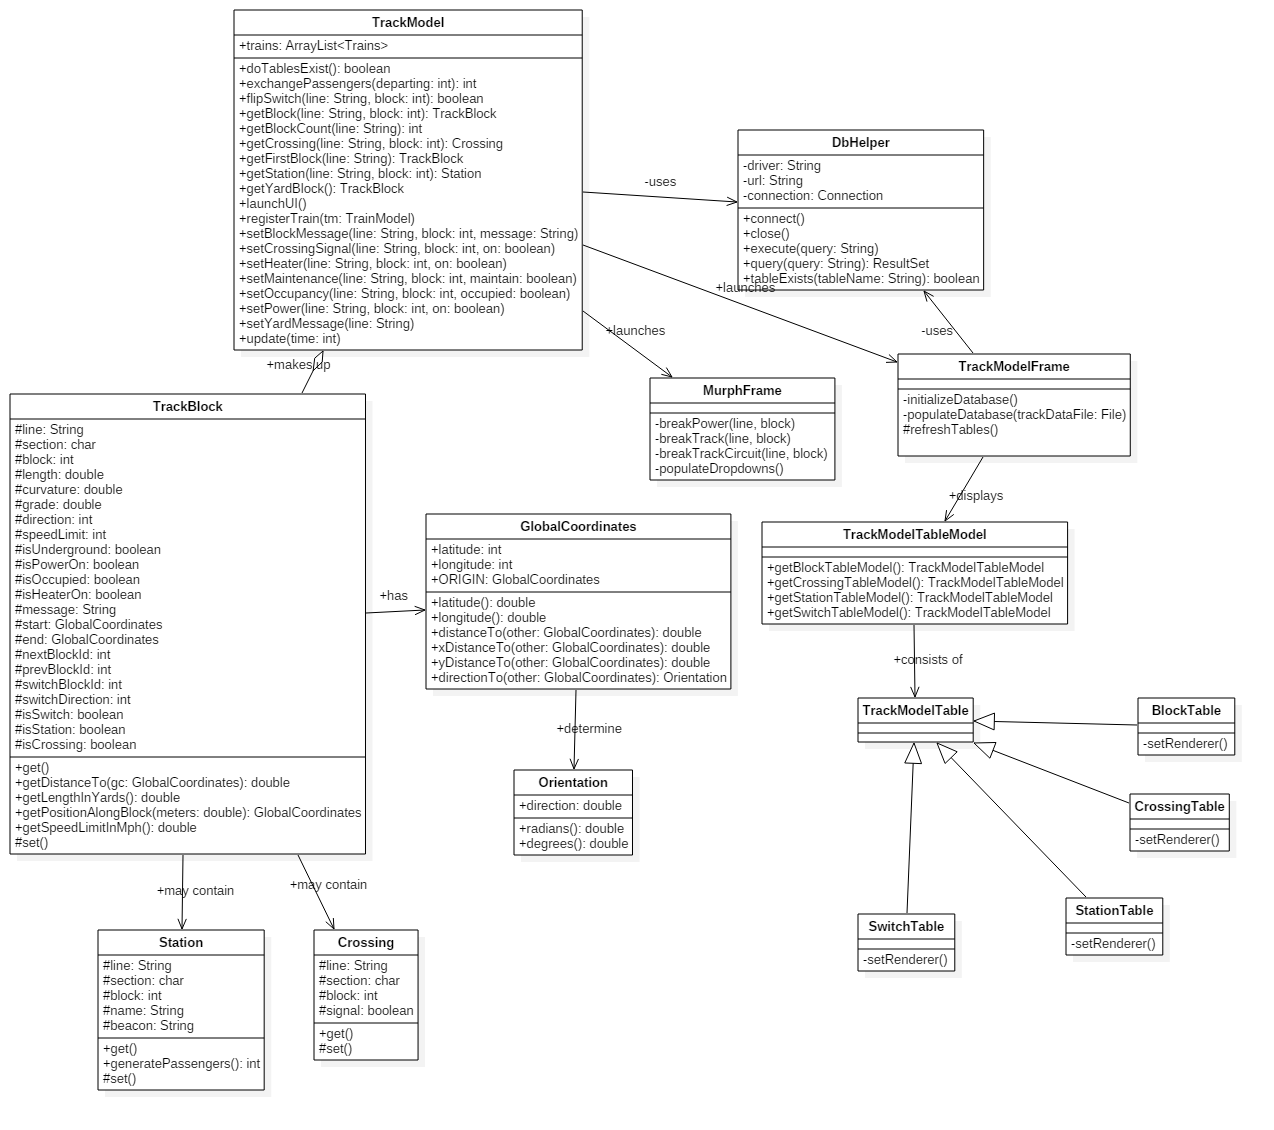 TrackModel
+trains: ArrayList<Trains>
+doTablesExist(): boolean
+exchangePassengers(departing: int): int
+flipSwitch(line: String, block: int): boolean
+getBlock(line: String, block: int): TrackBlock
+getBlockCount(line: String): int
+getCrossing(line: String, block: int): Crossing
+getFirstBlock(line: String): TrackBlock
+getStation(line: String, block: int): Station
+getYardBlock(): TrackBlock
+launchUI()
+registerTrain(tm: TrainModel)
+setBlockMessage(line: String, block: int, message: String)
+setCrossingSignal(line: String, block: int, on: boolean)
+setHeater(line: String, block: int, on: boolean)
+setMaintenance(line: String, block: int, maintain: boolean)
+setOccupancy(line: String, block: int, occupied: boolean)
+setPower(line: String, block: int, on: boolean)
+setYardMessage(line: String)
+update(time: int)
-uses
DbHelper
-driver: String
-url: String
-connection: Connection
+connect()
+close()
+execute(query: String)
+query(query: String): ResultSet
+tableExists(tableName: String): boolean
+launches
+launches
-uses
+makes up
TrackModelFrame
-initializeDatabase()
-populateDatabase(trackDataFile: File)
#refreshTables()
MurphFrame
-breakPower(line, block)
-breakTrack(line, block)
-breakTrackCircuit(line, block)
-populateDropdowns()
TrackBlock
#line: String
#section: char
#block: int
#length: double
#curvature: double
#grade: double
#direction: int
#speedLimit: int
#isUnderground: boolean
#isPowerOn: boolean
#isOccupied: boolean
#isHeaterOn: boolean
#message: String
#start: GlobalCoordinates
#end: GlobalCoordinates
#nextBlockId: int
#prevBlockId: int
#switchBlockId: int
#switchDirection: int
#isSwitch: boolean
#isStation: boolean
#isCrossing: boolean
+get()
+getDistanceTo(gc: GlobalCoordinates): double
+getLengthInYards(): double
+getPositionAlongBlock(meters: double): GlobalCoordinates
+getSpeedLimitInMph(): double
#set()
+has
GlobalCoordinates
+latitude: int
+longitude: int
+ORIGIN: GlobalCoordinates
+latitude(): double
+longitude(): double
+distanceTo(other: GlobalCoordinates): double
+xDistanceTo(other: GlobalCoordinates): double
+yDistanceTo(other: GlobalCoordinates): double
+directionTo(other: GlobalCoordinates): Orientation
+displays
TrackModelTableModel
+getBlockTableModel(): TrackModelTableModel
+getCrossingTableModel(): TrackModelTableModel
+getStationTableModel(): TrackModelTableModel
+getSwitchTableModel(): TrackModelTableModel
+consists of
+determine
TrackModelTable
BlockTable
-setRenderer()
Orientation
+direction: double
+radians(): double
+degrees(): double
CrossingTable
-setRenderer()
+may contain
+may contain
StationTable
-setRenderer()
SwitchTable
-setRenderer()
Station
#line: String
#section: char
#block: int
#name: String
#beacon: String
+get()
+generatePassengers(): int
#set()
Crossing
#line: String
#section: char
#block: int
#signal: boolean
+get()
#set()